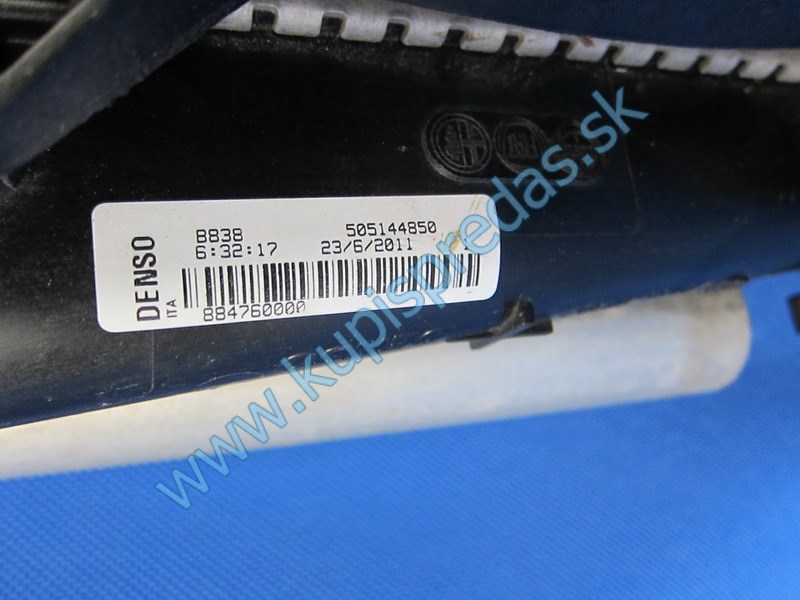 DENSO
ITA
B838 505144850
6:32:17 23/6/2011
884760000
www.kupispredas.sk